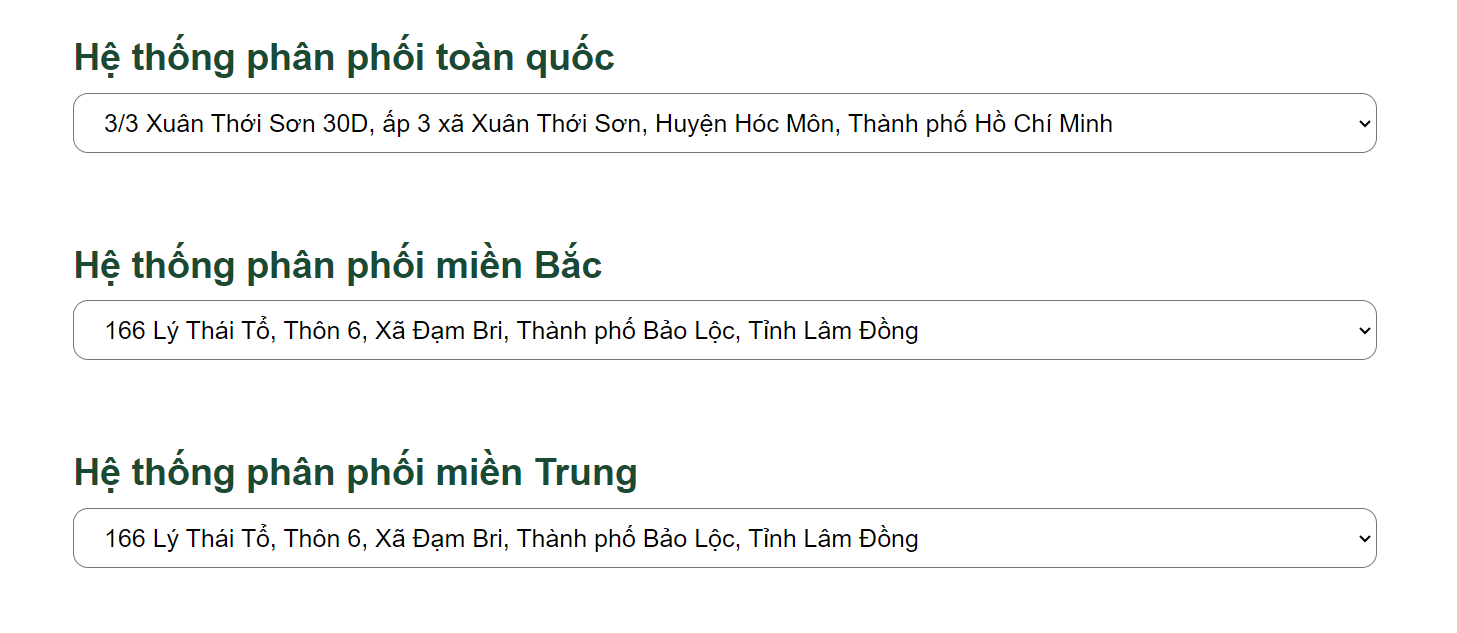 Hệ thống phân phối toàn quốc
3/3 Xuân Thới Sơn 30D, ấp 3 xã Xuân Thới Sơn, Huyện Hóc Môn, Thành phố Hồ Chí Minh
Hệ thống phân phối miền Bắc
166 Lý Thái Tổ, Thôn 6, Xã Đạm Bri, Thành phố Bảo Lộc, Tỉnh Lâm Đồng
Hệ thống phân phối miền Trung
166 Lý Thái Tổ, Thôn 6, Xã Đạm Bri, Thành phố Bảo Lộc, Tỉnh Lâm Đồng